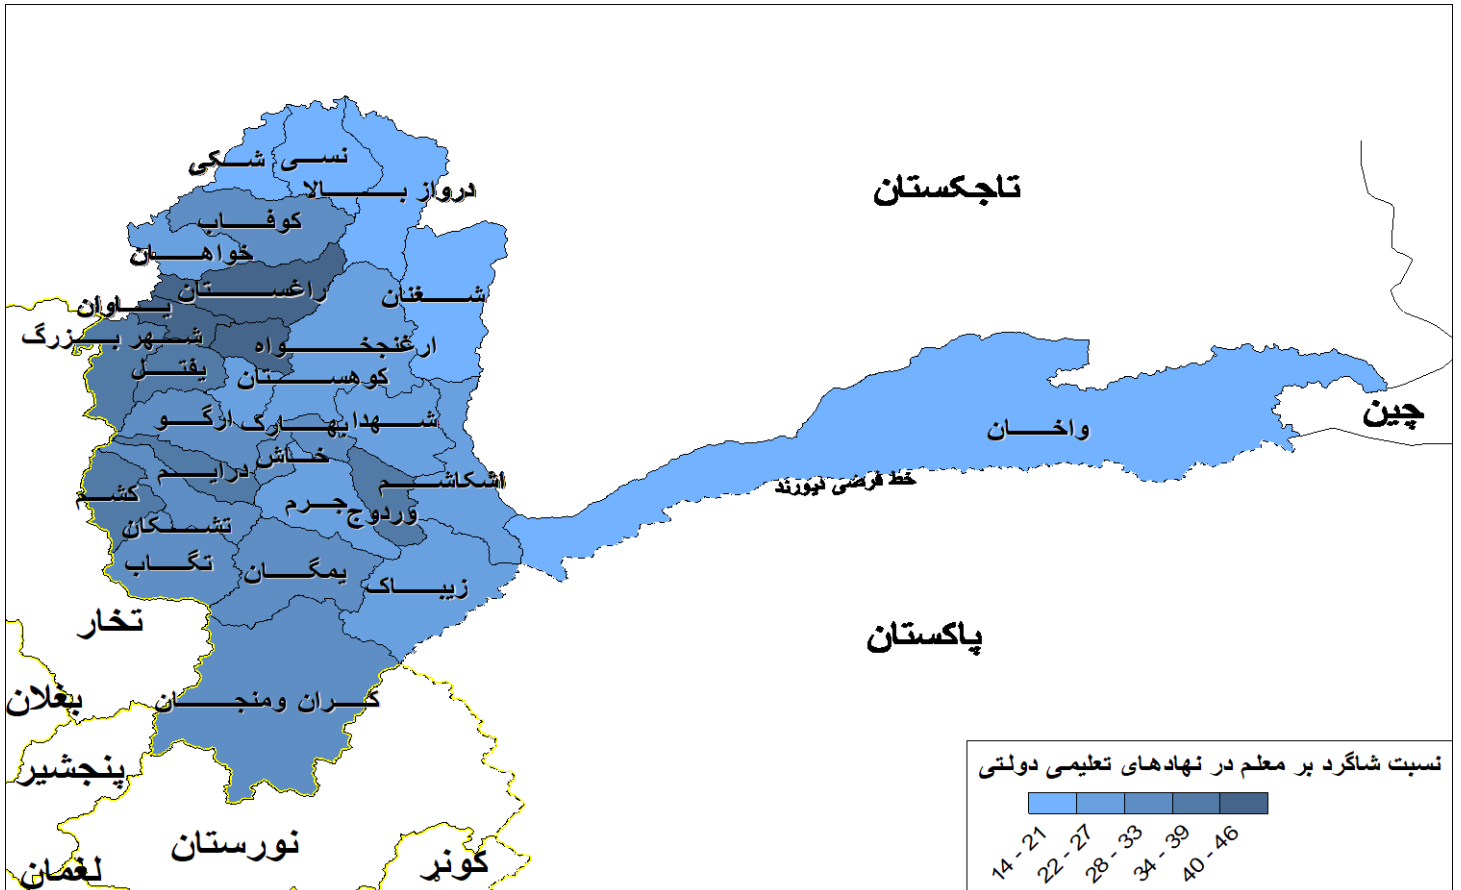 نسی
شکی
درواز بالا
تاجکستان
کوفاب
خواهان
راغستان
شغنان
یاوان
شهر بزرگ
ارغنجخواه
یفتل
کوهستان
ارگو
بهارک
شهدا
واخان
چین
خاش
درایم
اشکاشم
خط فرضی دیورند
کشم
جرم
وردوج
تشکان
تگاب
یمگان
زیباک
تخار
پاکستان
بغلان
کران ومنجان
پنجشیر
نورستان
لغمان
کونړ
نسبت شاگرد بر معلم در نهادهای تعلیمی دولتی
14 - 21
22 - 27
28 - 33
34 - 39
40 - 46